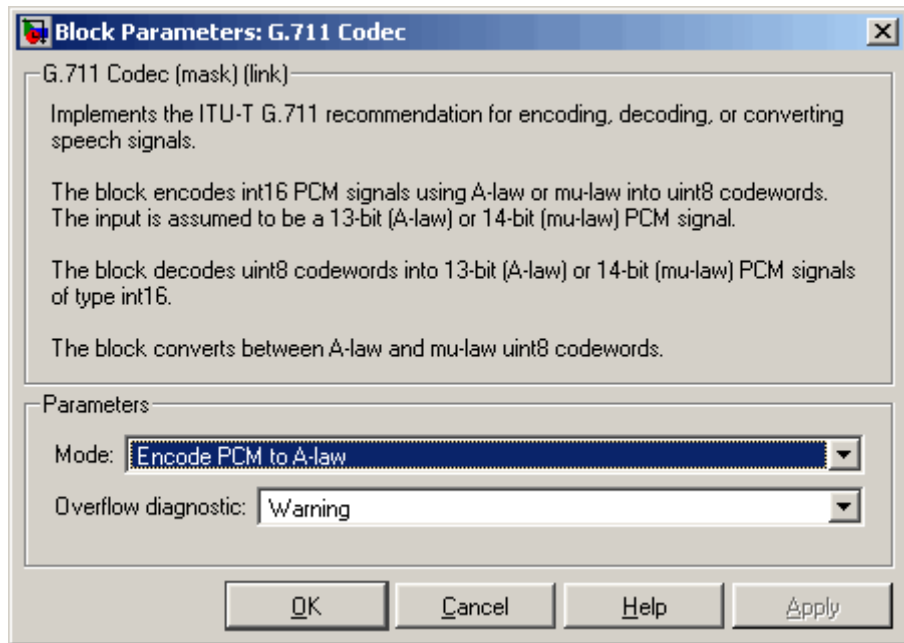 Block Parameters: G.711 Codec
G.711 Codec (mask) (link)
Implements the ITU-T G.711 recommendation for encoding, decoding, or converting
speech signals.
The block encodes int16 PCM signals using A-law or mu-law into uint8 codewords.
The input is assumed to be a 13-bit (A-law) or 14-bit (mu-law) PCM signal.
The block decodes uint8 codewords into 13-bit (A-law) or 14-bit (mu-law) PCM signals
of type int16.
The block converts between A-law and mu-law uint8 codewords.
Parameters
Mode: Encode PCM to A-law
Overflow diagnostic: Warning
OK Cancel Help Apply